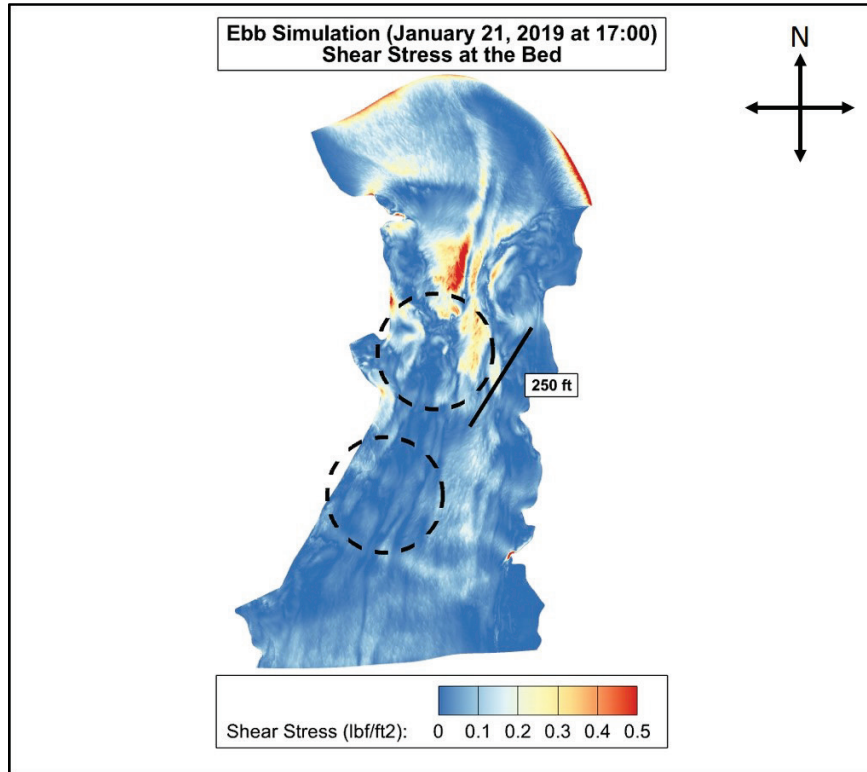 Ebb Simulation (January 21, 2019 at 17:00)
Shear Stress at the Bed
N
250 ft
Shear Stress (lbf/ft2):
0 0.1 0.2 0.3 0.4 0.5